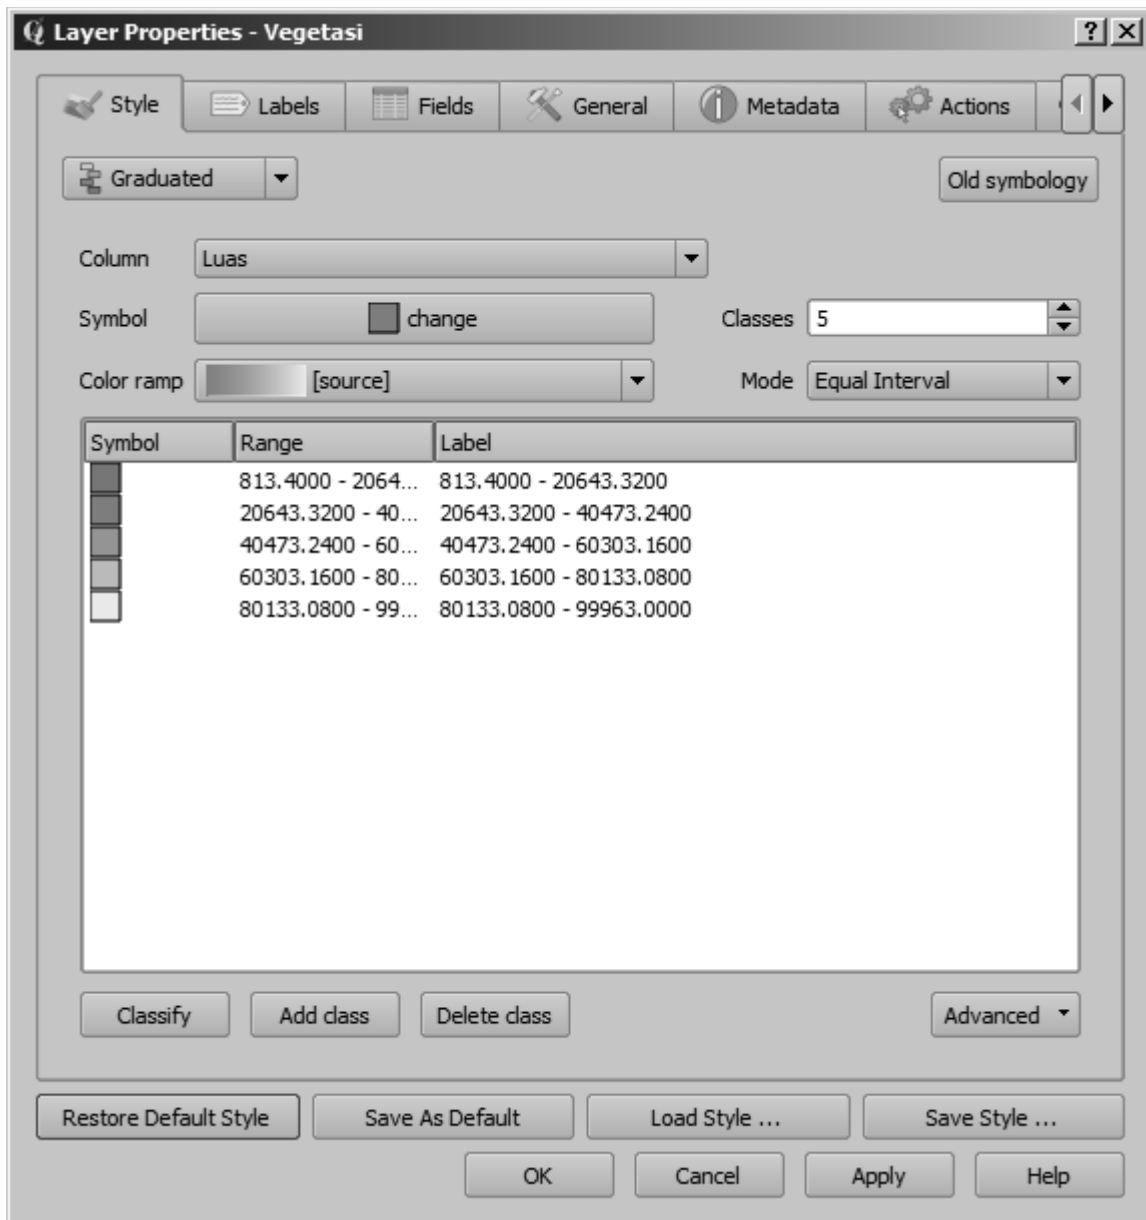 Layer Properties - Vegetasi
Style Labels Fields General Metadata Actions
Graduated Old symbology
Column Luas
Symbol change Classes 5
Color ramp [source] Mode Equal Interval
Symbol Range Label
813.4000 - 2064... 813.4000 - 20643.3200
20643.3200 - 40... 20643.3200 - 40473.2400
40473.2400 - 60... 40473.2400 - 60303.1600
60303.1600 - 80... 60303.1600 - 80133.0800
80133.0800 - 99... 80133.0800 - 99963.0000
Classify Add class Delete class Advanced
Restore Default Style Save As Default Load Style ... Save Style ...
OK Cancel Apply Help